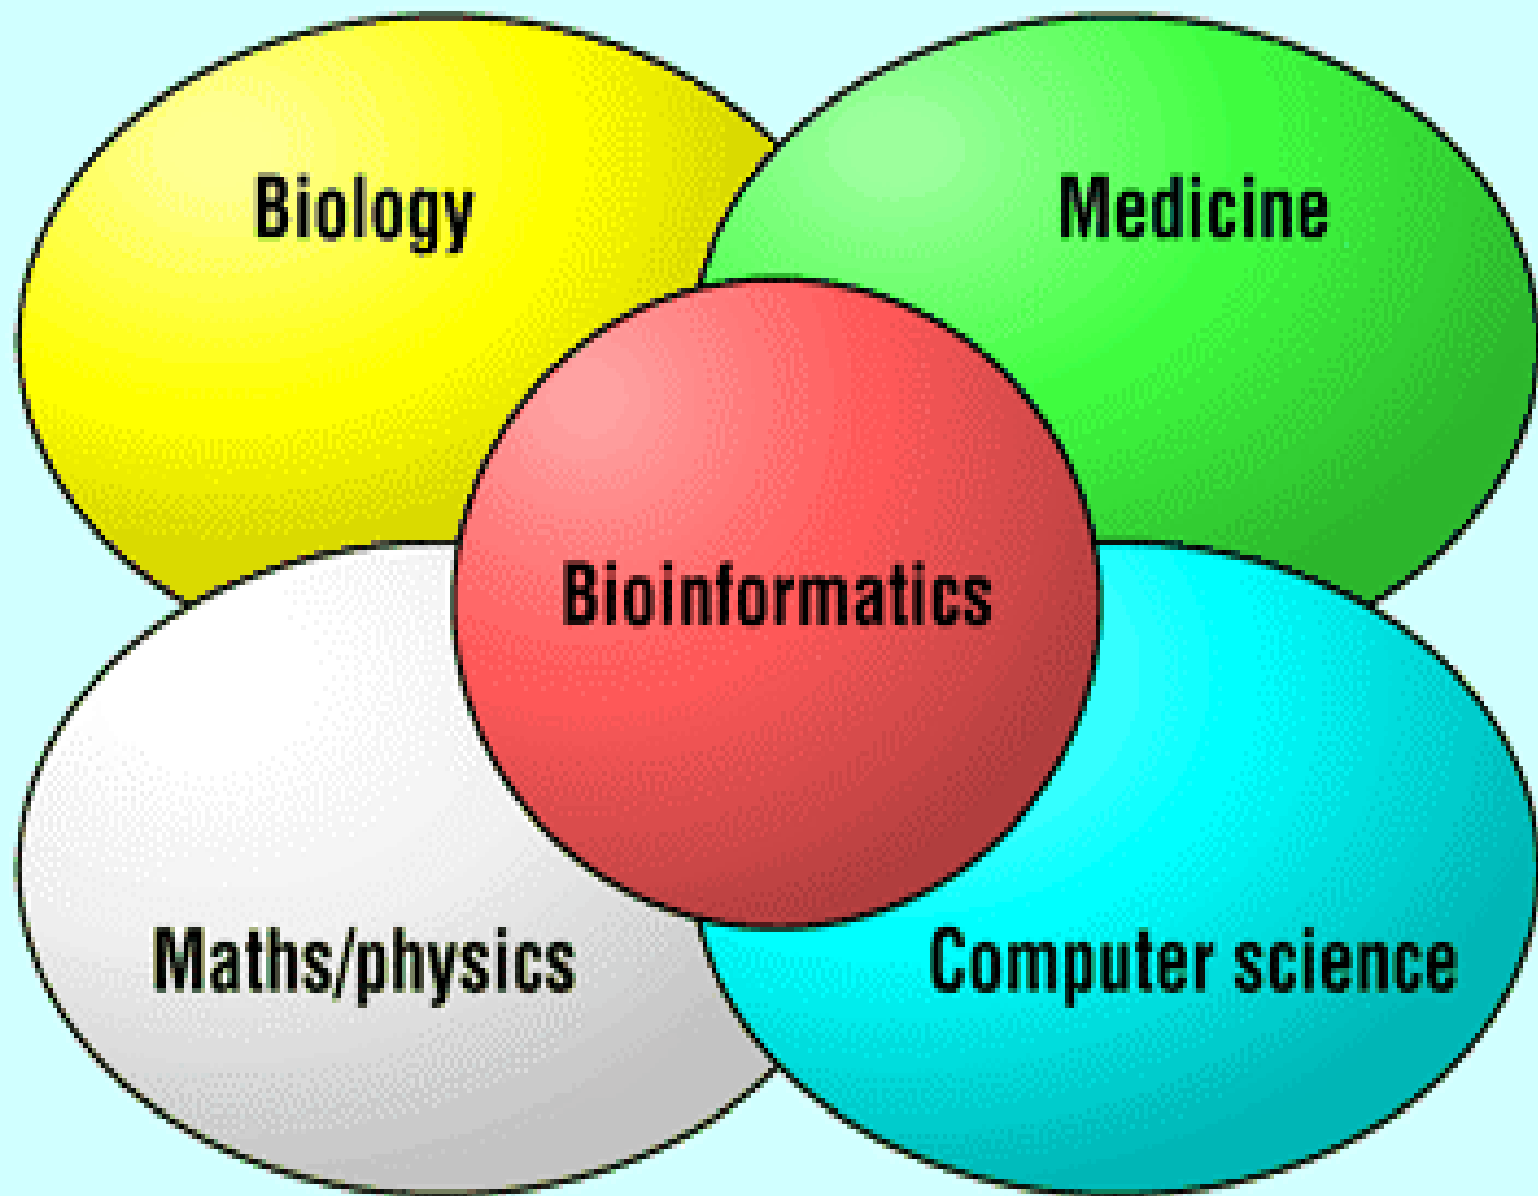 Biology
Medicine
Bioinformatics
Maths/physics
Computer science